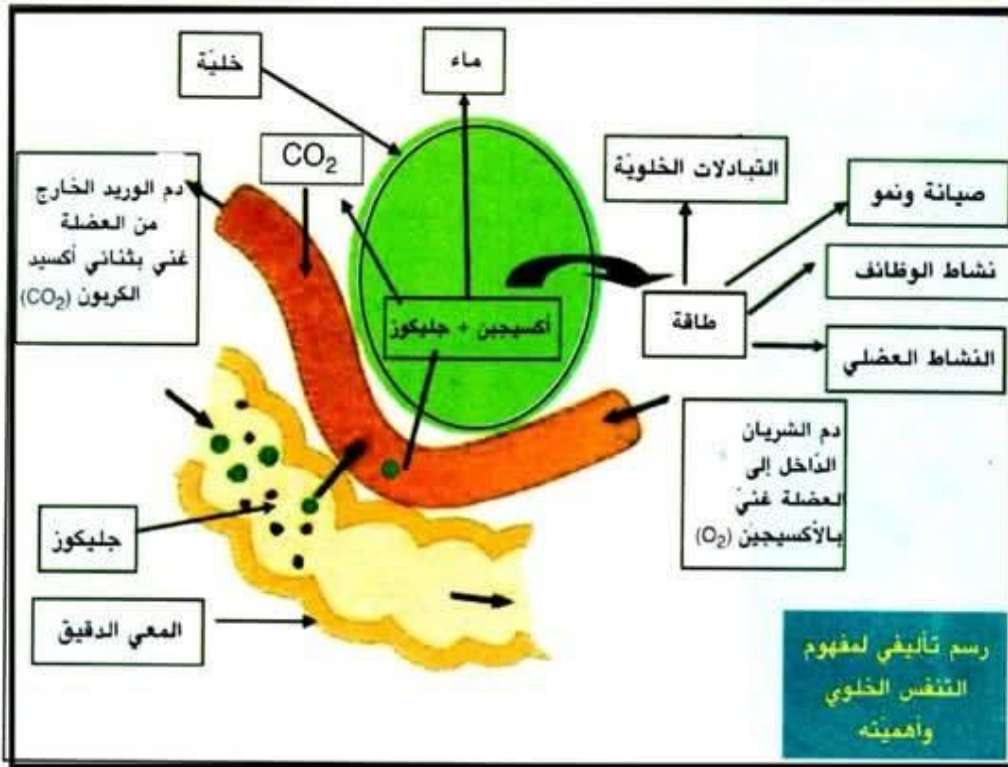 خليّة
ماء
CO2
التبادلات الخلويّة
صيانة ونمو
نشاط الوظائف
النشاط العضلي
طاقة
أكسيجين + جليكوز
دم الوريد الخارج
من العضلة
غني بثنائي أكسيد
الكربون (CO2)
دم الشريان
الدّاخل إلى
العضلة غنيّ
بالأكسيجين (O2)
جليكوز
المعي الدقيق
رسم تأليفي لمفهوم
التنفس الخلوي
وأهميّته